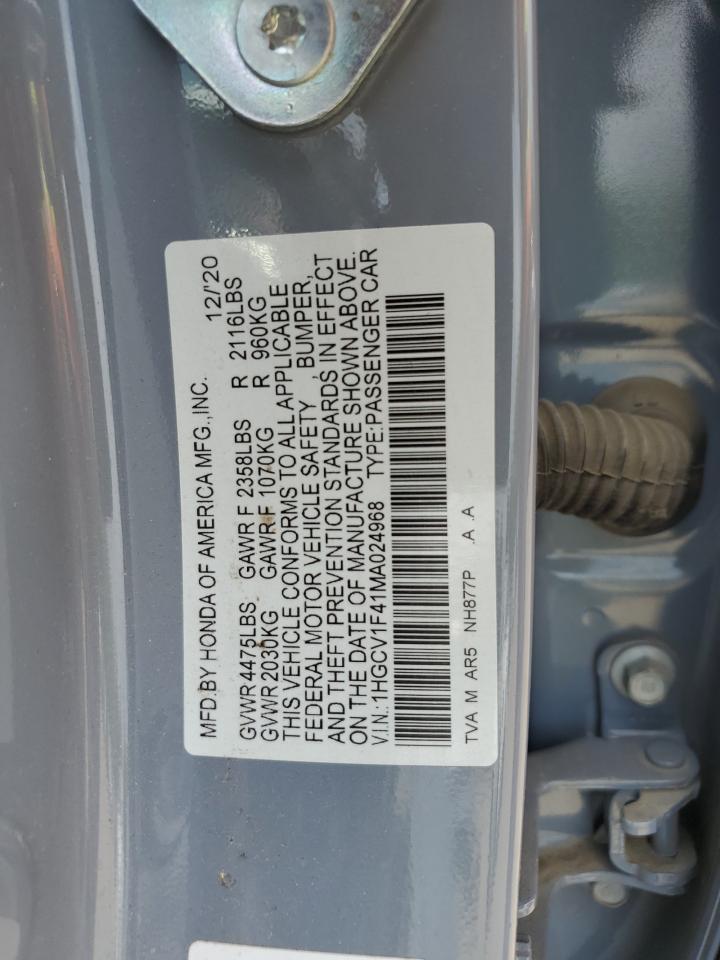 MFD.BY HONDA OF AMERICA MFG.,INC. 12/'20
GVWR 4475LBS GAWR F 2358LBS R 2116LBS
GVWR 2030KG GAWR F 1070KG R 960KG
THIS VEHICLE CONFORMS TO ALL APPLICABLE
FEDERAL MOTOR VEHICLE SAFETY, BUMPER,
AND THEFT PREVENTION STANDARDS IN EFFECT
ON THE DATE OF MANUFACTURE SHOWN ABOVE.
V.I.N.: 1HGCV1F41MA024968 TYPE:PASSENGER CAR
TVA M AR5 NH877P .A .A